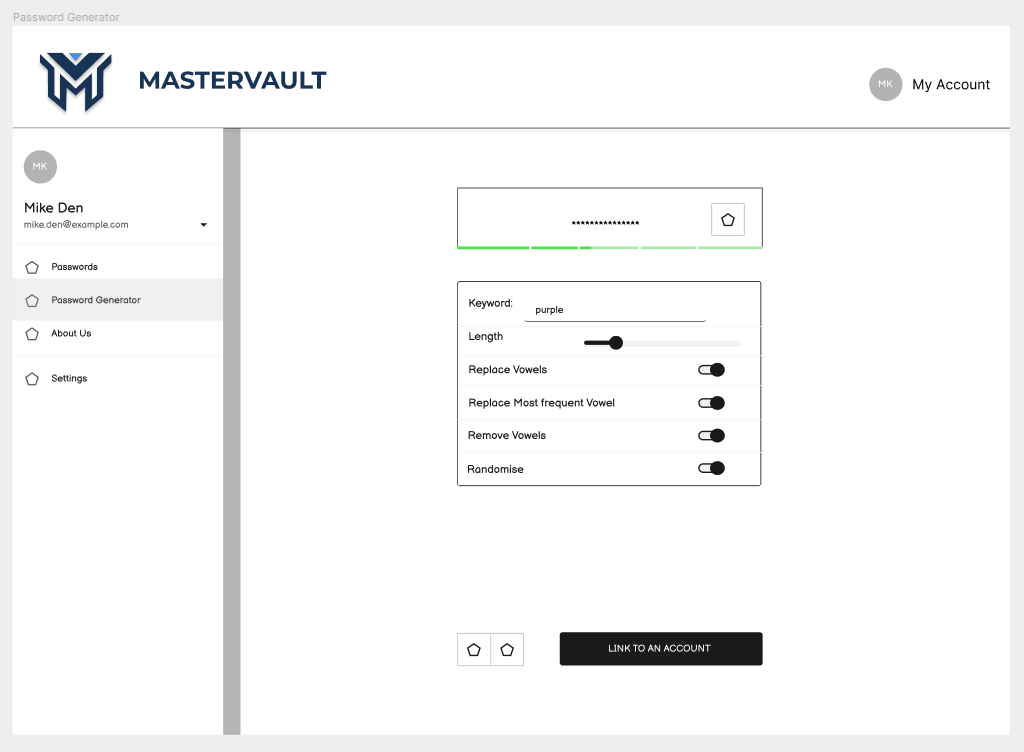 Password Generator
MASTERVAULT
MK
My Account
MK
Mike Den
mike.den@example.com
Passwords
Password Generator
About Us
Settings
***************
Keyword:
purple
Length
Replace Vowels
Replace Most frequent Vowel
Remove Vowels
Randomise
LINK TO AN ACCOUNT